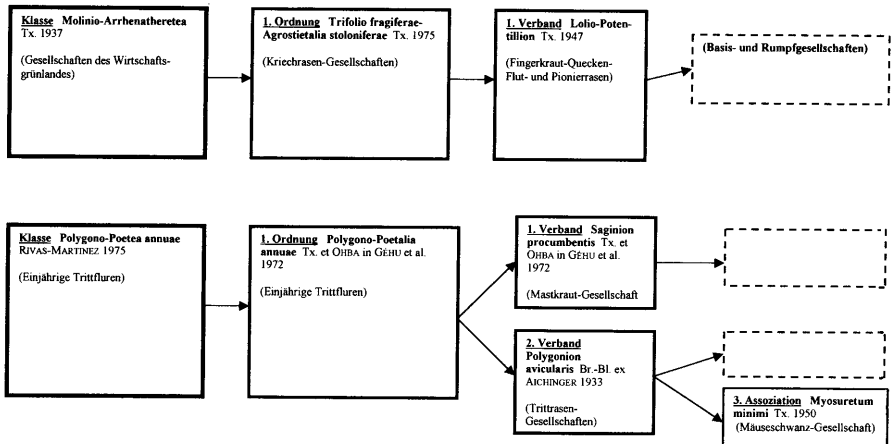 Klasse Molinio-Arrhenatheretea
Tx. 1937
(Gesellschaften des Wirtschafts-
grünlandes)
1. Ordnung Trifolio fragiferae-
Agrostietalia stoloniferae Tx. 1975
(Kriechrasen-Gesellschaften)
1. Verband Lolio-Poten-
tillion Tx. 1947
(Fingerkraut-Quecken-
Flut- und Pionierrasen)
(Basis- und Rumpfgesellschaften)
Klasse Polygono-Poetea annuae
RIVAS-MARTINEZ 1975
(Einjährige Trittfluren)
1. Ordnung Polygono-Poetalia
annuae Tx. et OHBA in GÉHU et al.
1972
(Einjährige Trittfluren)
1. Verband Saginion
procumbentis Tx. et
OHBA in GÉHU et al.
1972
(Mastkraut-Gesellschaft
2. Verband
Polygonion
avicularis Br.-Bl. ex
AICHINGER 1933
(Trittrasen-
Gesellschaften)
3. Assoziation Myosuretum
minimi Tx. 1950
(Mäuseschwanz-Gesellschaft)